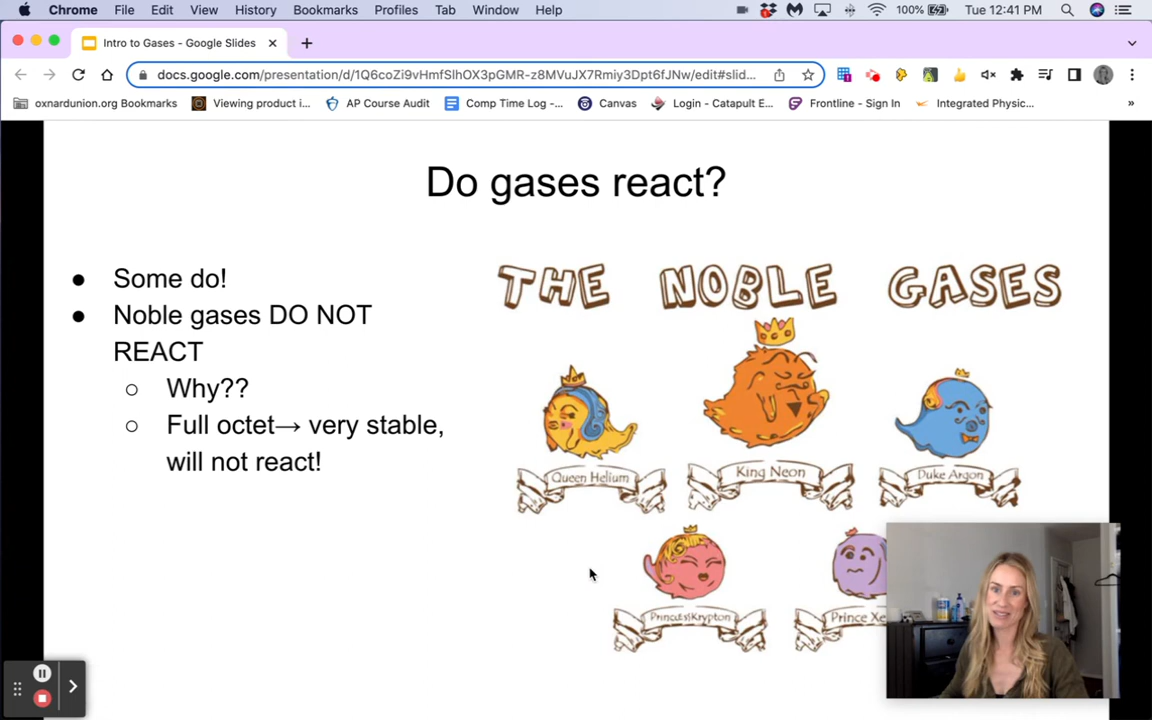 Chrome File Edit View History Bookmarks Profiles Tab Window Help 100% Tue 12:41 PM
Intro to Gases - Google Slides
docs.google.com/presentation/d/1Q6coZi9vHmfSlhOX3pGMR-z8MVuJX7Rmiy3Dpt6fJNw/edit#slid...
oxnardunion.org Bookmarks Viewing product i... AP Course Audit Comp Time Log -... Canvas Login - Catapult E... Frontline - Sign In Integrated Physic... »
Do gases react?
● Some do!
● Noble gases DO NOT
REACT
○ Why??
○ Full octet→ very stable,
will not react!
THE NOBLE GASES
Queen Helium King Neon Duke Argon
Princess Krypton Prince Xe